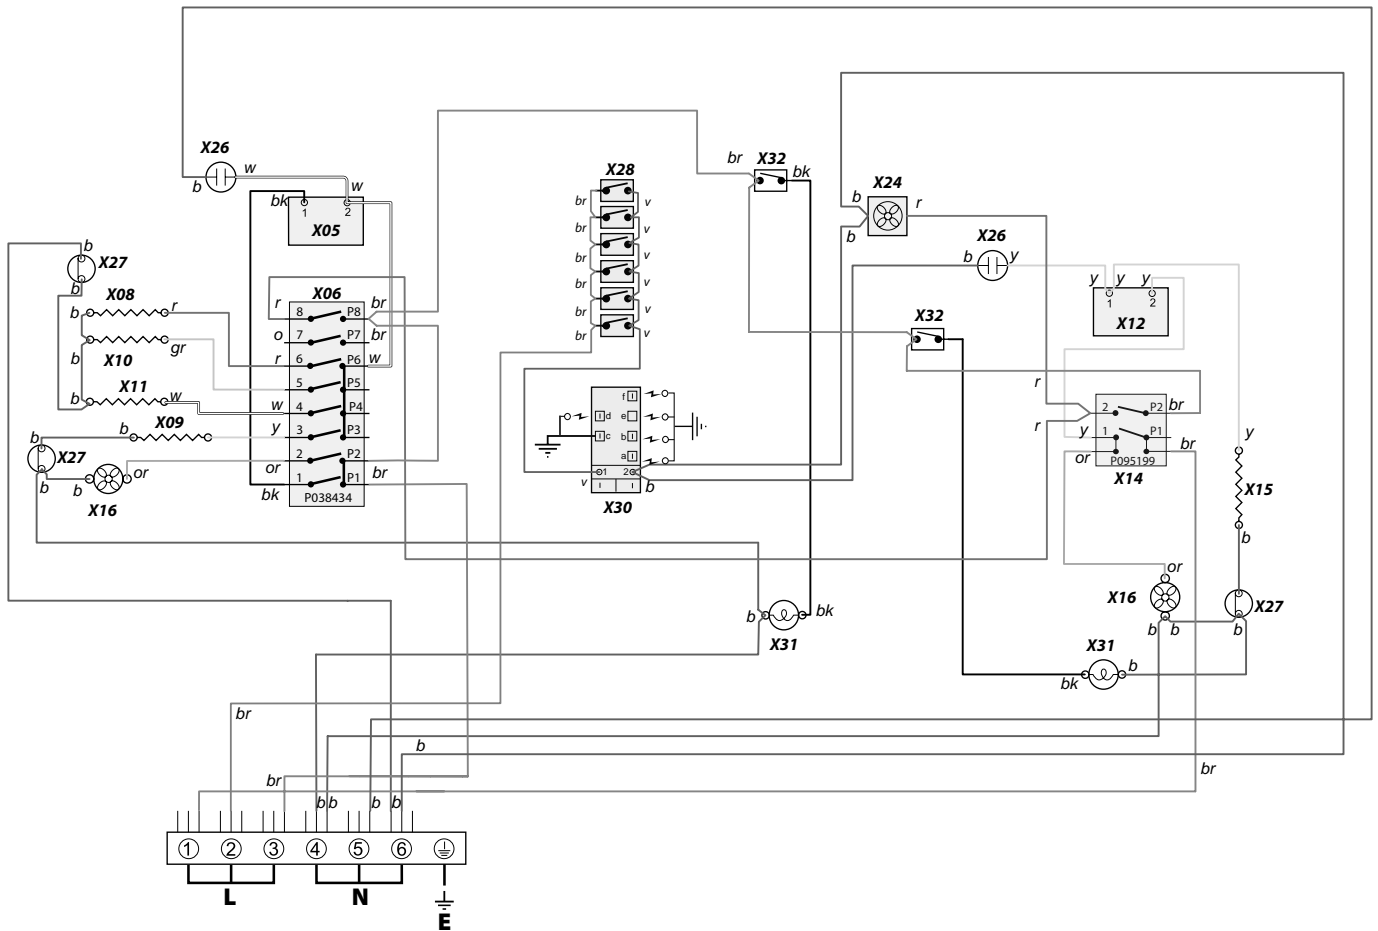 X26
b
w
w
bk
1
2
X05
b
X27
b
X08
b
r
X10
b
gr
X11
b
w
X09
b
b
X27
b
b
X16
or
X06
r
8
P8
br
o
7
P7
br
r
6
P6
w
5
P5
w
4
P4
y
3
P3
or
2
P2
br
bk
1
P1
P038434
X28
br
v
br
v
br
v
br
v
br
v
br
v
f
d
e
c
b
a
1
2
v
b
X30
br
X32
bk
X24
b
r
b
X26
b
y
y
y
y
1
2
X12
X32
r
r
2
P2
br
y
1
P1
br
or
P095199
X14
y
X15
b
or
X16
X27
b
b
b
b
X31
bk
X31
bk
b
br
b
br
br
b
b
b
b
1
2
3
4
5
6
L
N
E